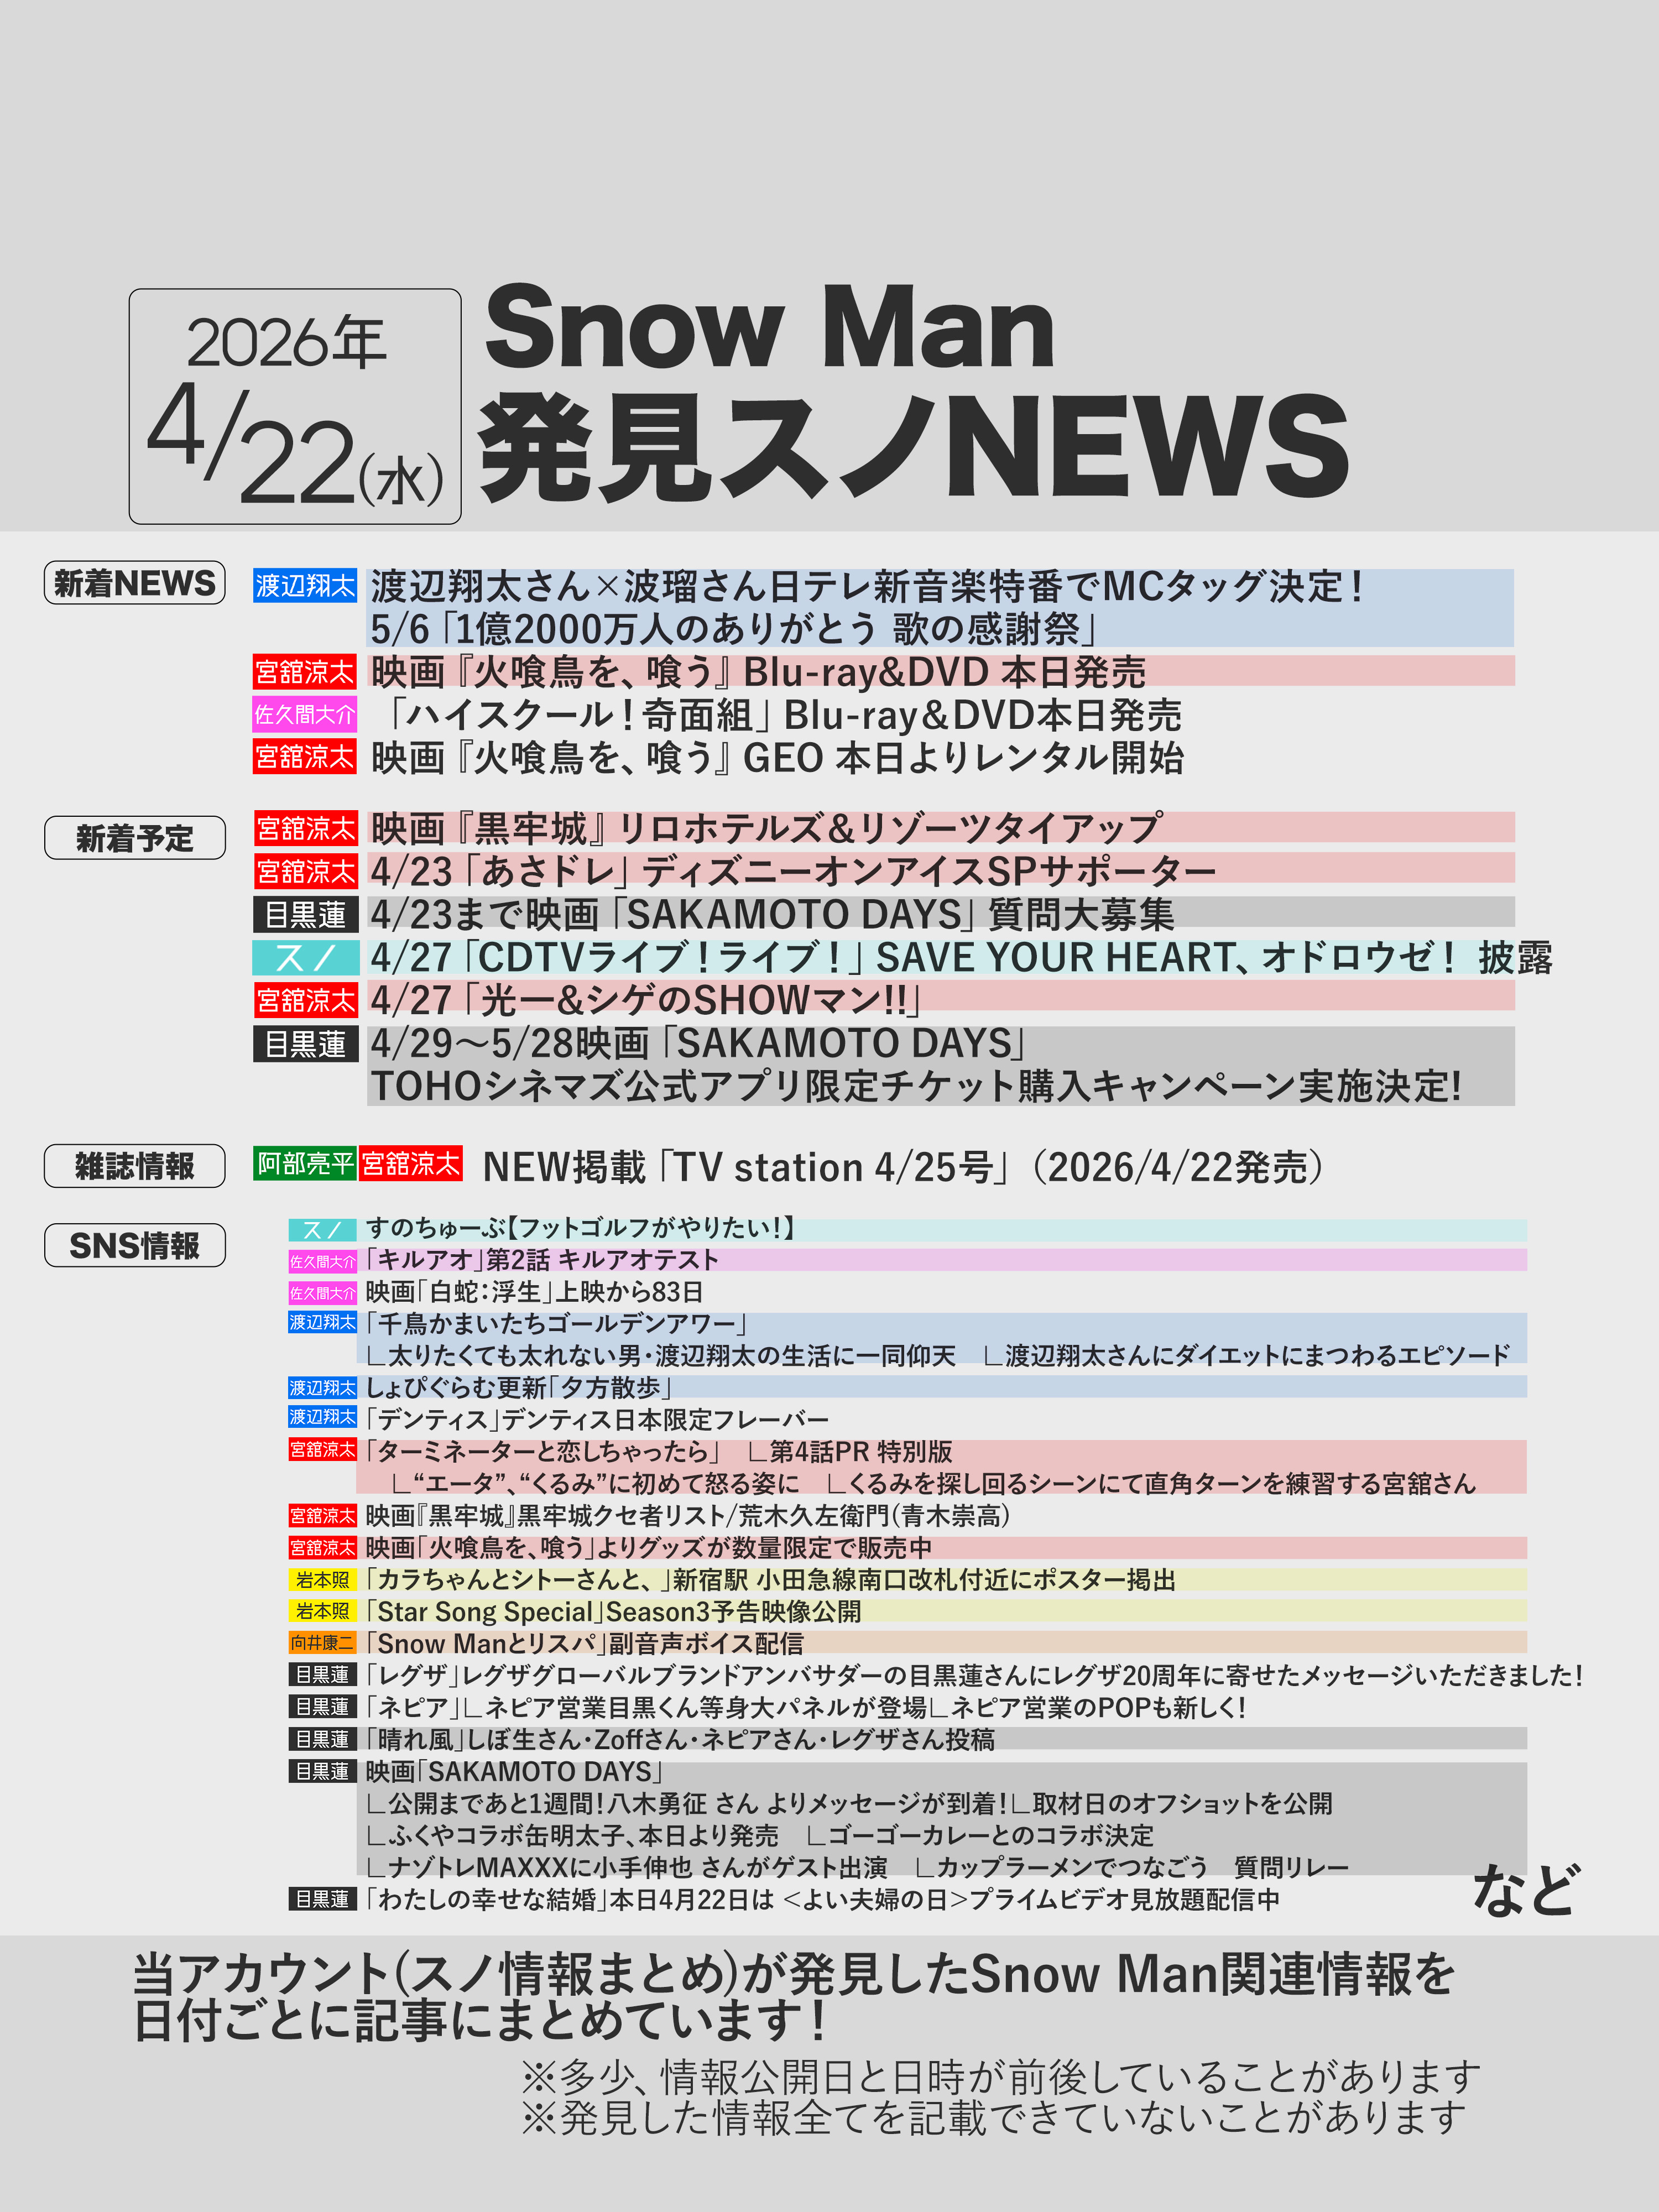 2026年
4/22(水)
Snow Man
発見スノNEWS
新着NEWS
渡辺翔太 渡辺翔太さん×波瑠さん日テレ新音楽特番でMCタッグ決定！
5/6「1億2000万人のありがとう 歌の感謝祭」
宮舘涼太 映画『火喰鳥を、喰う』Blu-ray&DVD 本日発売
佐久間大介 「ハイスクール！奇面組」Blu-ray＆DVD本日発売
宮舘涼太 映画『火喰鳥を、喰う』GEO 本日よりレンタル開始
新着予定
宮舘涼太 映画『黒牢城』リロホテルズ＆リゾーツタイアップ
宮舘涼太 4/23「あさドレ」ディズニーオンアイスSPサポーター
目黒蓮 4/23まで映画「SAKAMOTO DAYS」質問大募集
スノ 4/27「CDTVライブ！ライブ！」SAVE YOUR HEART、オドロウゼ！ 披露
宮舘涼太 4/27「光一&シゲのSHOWマン!!」
目黒蓮 4/29～5/28映画「SAKAMOTO DAYS」
TOHOシネマズ公式アプリ限定チケット購入キャンペーン実施決定!
雑誌情報
阿部亮平 宮舘涼太 NEW掲載「TV station 4/25号」（2026/4/22発売）
SNS情報
スノ すのちゅーぶ【フットゴルフがやりたい！】
佐久間大介 「キルアオ」第2話 キルアオテスト
佐久間大介 映画「白蛇：浮生」上映から83日
渡辺翔太 「千鳥かまいたちゴールデンアワー」
∟太りたくても太れない男・渡辺翔太の生活に一同仰天　∟渡辺翔太さんにダイエットにまつわるエピソード
渡辺翔太 しょぴぐらむ更新「夕方散歩」
渡辺翔太 「デンティス」デンティス日本限定フレーバー
宮舘涼太 「ターミネーターと恋しちゃったら」　∟第4話PR 特別版
∟“エータ”、“くるみ”に初めて怒る姿に　∟くるみを探し回るシーンにて直角ターンを練習する宮舘さん
宮舘涼太 映画『黒牢城』黒牢城クセ者リスト/荒木久左衛門(青木崇高)
宮舘涼太 映画「火喰鳥を、喰う」よりグッズが数量限定で販売中
岩本照 「カラちゃんとシトーさんと、」新宿駅 小田急線南口改札付近にポスター掲出
岩本照 「Star Song Special」Season3予告映像公開
向井康二 「Snow Manとリスパ」副音声ボイス配信
目黒蓮 「レグザ」レグザグローバルブランドアンバサダーの目黒蓮さんにレグザ20周年に寄せたメッセージいただきました！
目黒蓮 「ネピア」∟ネピア営業目黒くん等身大パネルが登場∟ネピア営業のPOPも新しく！
目黒蓮 「晴れ風」しぼ生さん・Zoffさん・ネピアさん・レグザさん投稿
目黒蓮 映画「SAKAMOTO DAYS」
∟公開まであと1週間！八木勇征 さん よりメッセージが到着！∟取材日のオフショットを公開
∟ふくやコラボ缶明太子、本日より発売　∟ゴーゴーカレーとのコラボ決定
∟ナゾトレMAXXXに小手伸也 さんがゲスト出演　∟カップラーメンでつなごう　質問リレー
目黒蓮 「わたしの幸せな結婚」本日4月22日は <よい夫婦の日>プライムビデオ見放題配信中
など
当アカウント(スノ情報まとめ)が発見したSnow Man関連情報を
日付ごとに記事にまとめています！
※多少、情報公開日と日時が前後していることがあります
※発見した情報全てを記載できていないことがあります